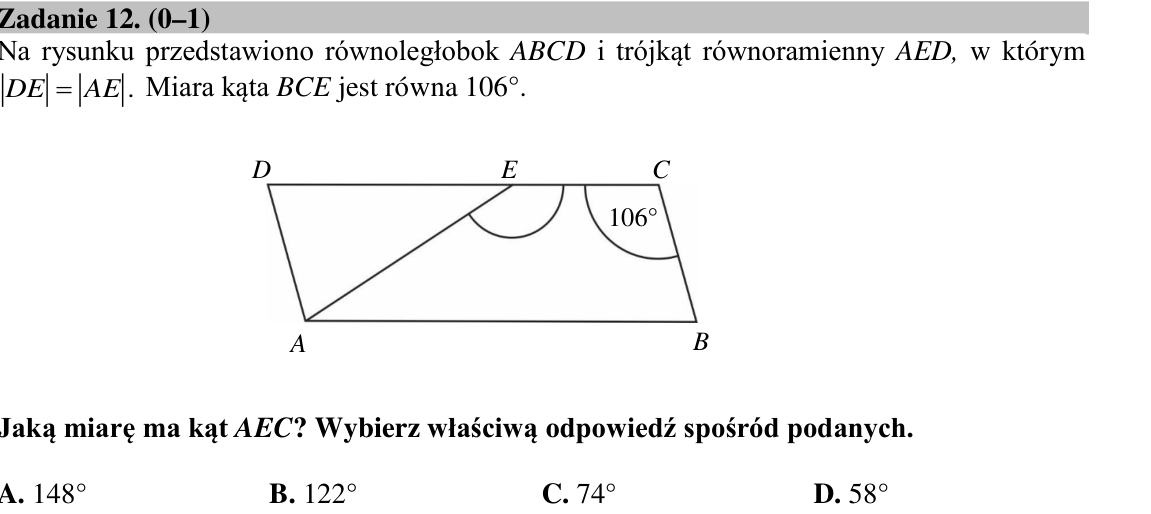 Zadanie 12. (0–1)
Na rysunku przedstawiono równoległobok ABCD i trójkąt równoramienny AED, w którym
|DE| = |AE|. Miara kąta BCE jest równa 106°.
D E C
106°
A B
Jaką miarę ma kąt AEC? Wybierz właściwą odpowiedź spośród podanych.
A. 148° B. 122° C. 74° D. 58°